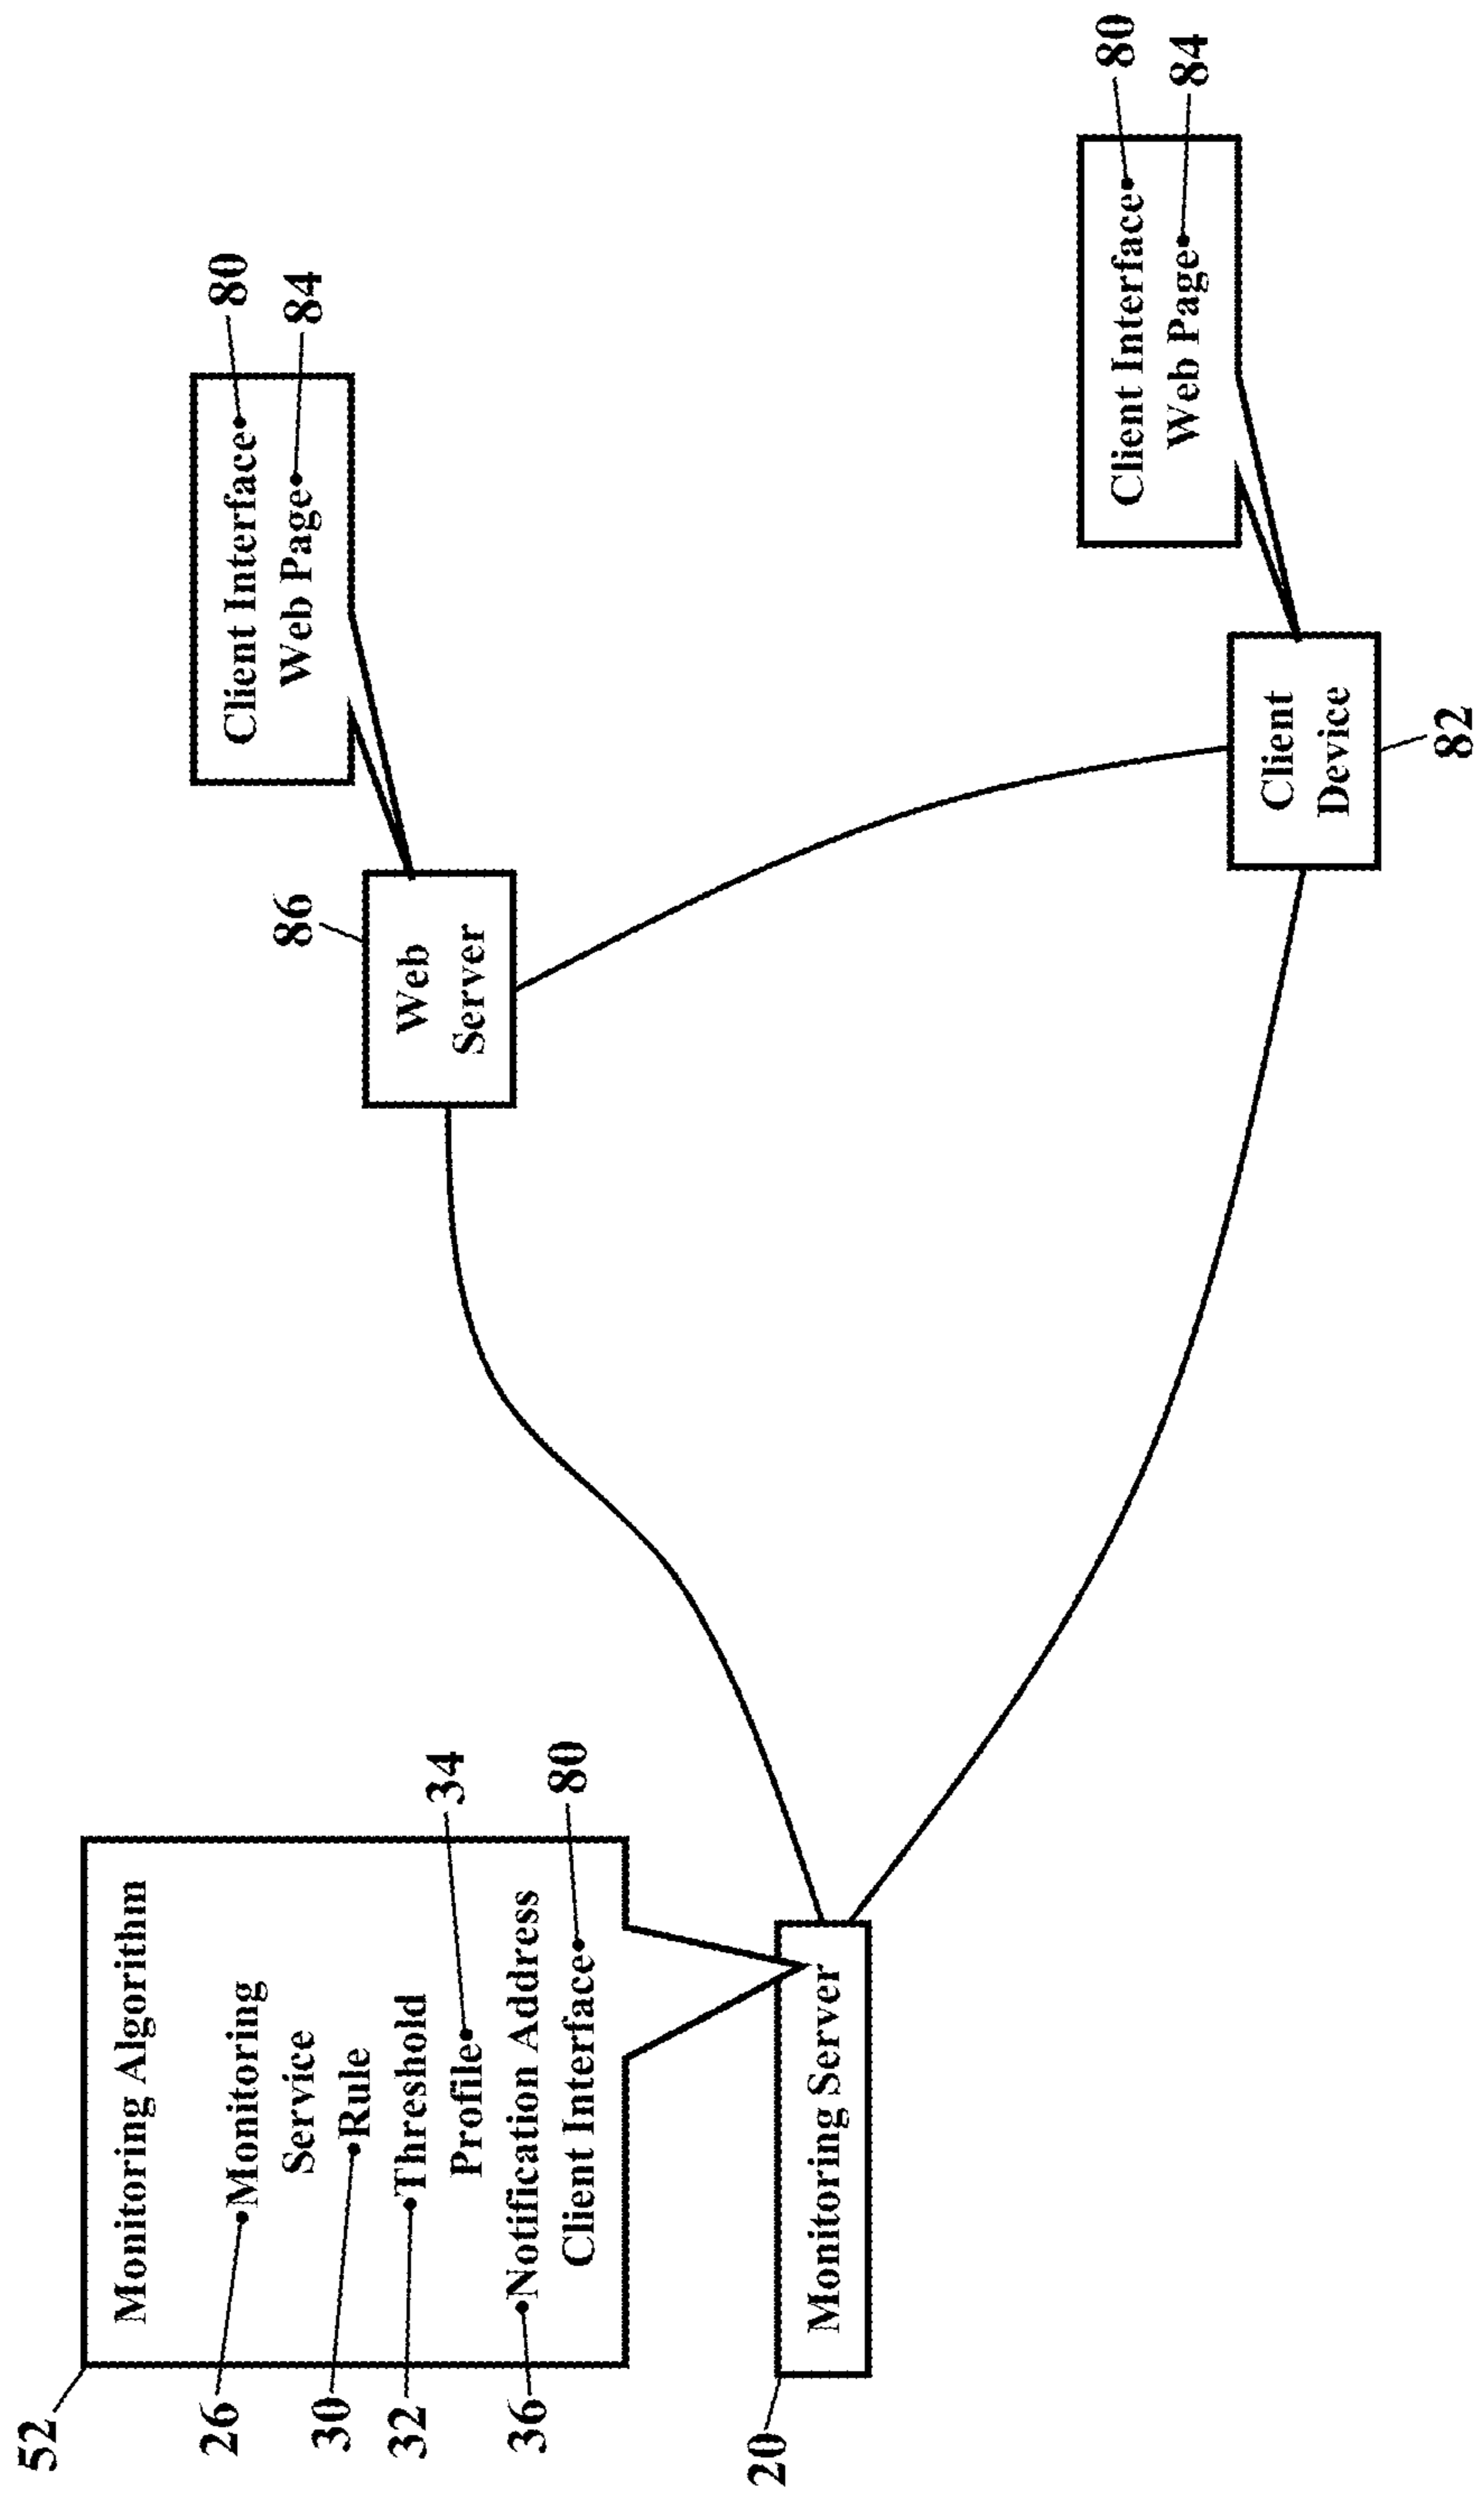 52
Monitoring Algorithm
26
Monitoring
Service
30
Rule
32
Threshold
Profile
34
36
Notification Address
Client Interface
80
20
Monitoring Server
86
Web
Server
Client Interface
80
Web Page
84
Client
Device
82
Client Interface
80
Web Page
84